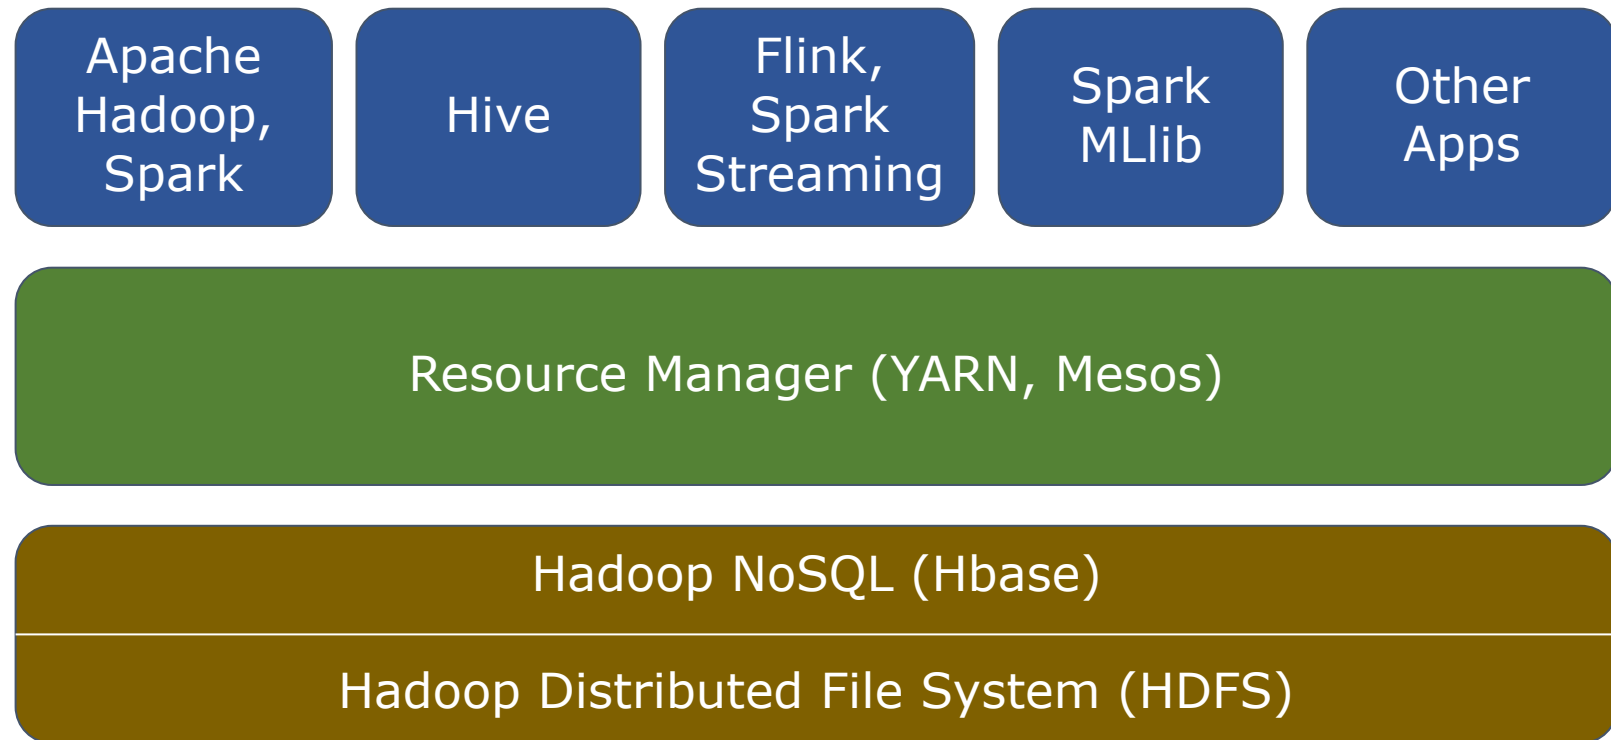 Apache
Hadoop,
Spark
Hive
Flink,
Spark
Streaming
Spark
MLlib
Other
Apps
Resource Manager (YARN, Mesos)
Hadoop NoSQL (Hbase)
Hadoop Distributed File System (HDFS)